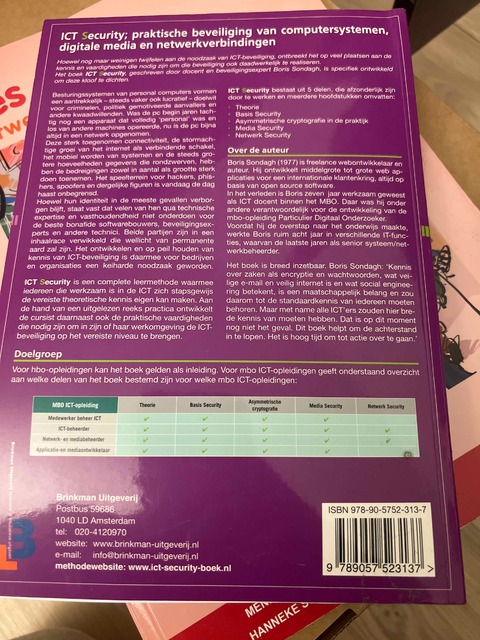 ICT Security; praktische beveiliging van computersystemen,
digitale media en netwerkverbindingen
Hoewel nog maar weinigen twijfelen aan de noodzaak van ICT-beveiliging, ontbreekt het op veel plaatsen aan de
kennis en vaardigheden die nodig zijn om die beveiliging ook daadwerkelijk te realiseren.
Het boek ICT Security, geschreven door docent en beveiligingsexpert Boris Sondagh, is specifiek ontwikkeld
om deze kloof te dichten.
Besturingssystemen van personal computers vormen
een aantrekkelijk – steeds vaker ook lucratief – doelwit
voor criminelen, politiek gemotiveerde aanvallers en
andere kwaadwillenden. Was de pc begin jaren tach-
tig nog een apparaat dat volledig 'personal' was en
los van andere machines opereerde, nu is de pc bijna
altijd in een netwerk opgenomen.
Deze sterk toegenomen connectiviteit, de stormach-
tige groei van het internet als verbindende schakel,
het mobiel worden van systemen en de steeds gro-
tere hoeveelheden gegevens die rondzwerven, heb-
ben de bedreigingen zowel in aantal als grootte sterk
doen toenemen. Het speelterrein voor hackers, phis-
hers, spoofers en dergelijke figuren is vandaag de dag
haast onbegrensd.
Hoewel hun identiteit in de meeste gevallen verbor-
gen blijft, staat vast dat velen van hen qua technische
expertise en vasthoudendheid niet onderdoen voor
de beste bonafide softwarebouwers, beveiligingsex-
perts en andere technici. Beide partijen zijn in een
inhaalrace verwikkeld die wellicht van permanente
aard zal zijn. Het ontwikkelen en op peil houden van
kennis van ICT-beveiliging is daarmee voor bedrijven
en organisaties een keiharde noodzaak geworden.
ICT Security is een complete leermethode waarmee
iedereen die werkzaam is in de ICT zich stapsgewijs
de vereiste theoretische kennis eigen kan maken. Aan
de hand van een uitgelezen reeks practica ontwikkelt
de cursist daarnaast ook de praktische vaardigheden
die nodig zijn om in zijn of haar werkomgeving de ICT-
beveiliging op het vereiste niveau te brengen.
ICT Security bestaat uit 5 delen, die afzonderlijk zijn
door te werken en meerdere hoofdstukken omvatten:
· Theorie
· Basis Security
· Asymmetrische cryptografie in de praktijk
· Media Security
· Netwerk Security
Over de auteur
Boris Sondagh (1977) is freelance webontwikkelaar en
auteur. Hij ontwikkelt middelgrote tot grote web ap-
plicaties voor een internationale klantenkring, altijd op
basis van open source software.
In het verleden is Boris zeven jaar werkzaam geweest
als ICT docent binnen het MBO. Daar was hij onder
andere verantwoordelijk voor de ontwikkeling van de
mbo-opleiding Particulier Digitaal Onderzoeker.
Voordat hij de overstap naar het onderwijs maakte,
werkte Boris ruim acht jaar in verschillende IT-func-
ties, waarvan de laatste jaren als senior systeem/net-
werkbeheerder.
Het boek is breed inzetbaar. Boris Sondagh: 'Kennis
over zaken als encryptie en wachtwoorden, wat vei-
lige e-mail en veilig internet is en wat social enginee-
ring betekent, is een maatschappelijk belang en zou
daarom tot de standaardkennis van iedereen moeten
behoren. Maar met name alle ICT'ers zouden hier bre-
de kennis van moeten hebben. Dat is op dit moment
nog niet het geval. Dit boek helpt om de achterstand
in te lopen. Het is hoog tijd om tot actie over te gaan.'
Doelgroep
Voor hbo-opleidingen kan het boek gelden als inleiding. Voor mbo ICT-opleidingen geeft onderstaand overzicht
aan welke delen van het boek bestemd zijn voor welke mbo ICT-opleidingen:
MBO ICT-opleiding Theorie Basis Security Asymmetrische cryptografie Media Security Netwerk Security
Medewerker beheer ICT ✓ ✓ ✓ ✓
ICT-beheerder ✓ ✓ ✓ ✓ ✓
Netwerk- en mediabeheerder ✓ ✓ ✓ ✓ ✓
Applicatie-en mediaontwikkelaar ✓ ✓ ✓ ✓
Brinkman Uitgeverij
Postbus 59686
1040 LD Amsterdam
tel: 020-4120970
website: www.brinkman-uitgeverij.nl
e-mail: info@brinkman-uitgeverij.nl
methodewebsite: www.ict-security-boek.nl
ISBN 978-90-5752-313-7
9 789057 523137
HANNEKE